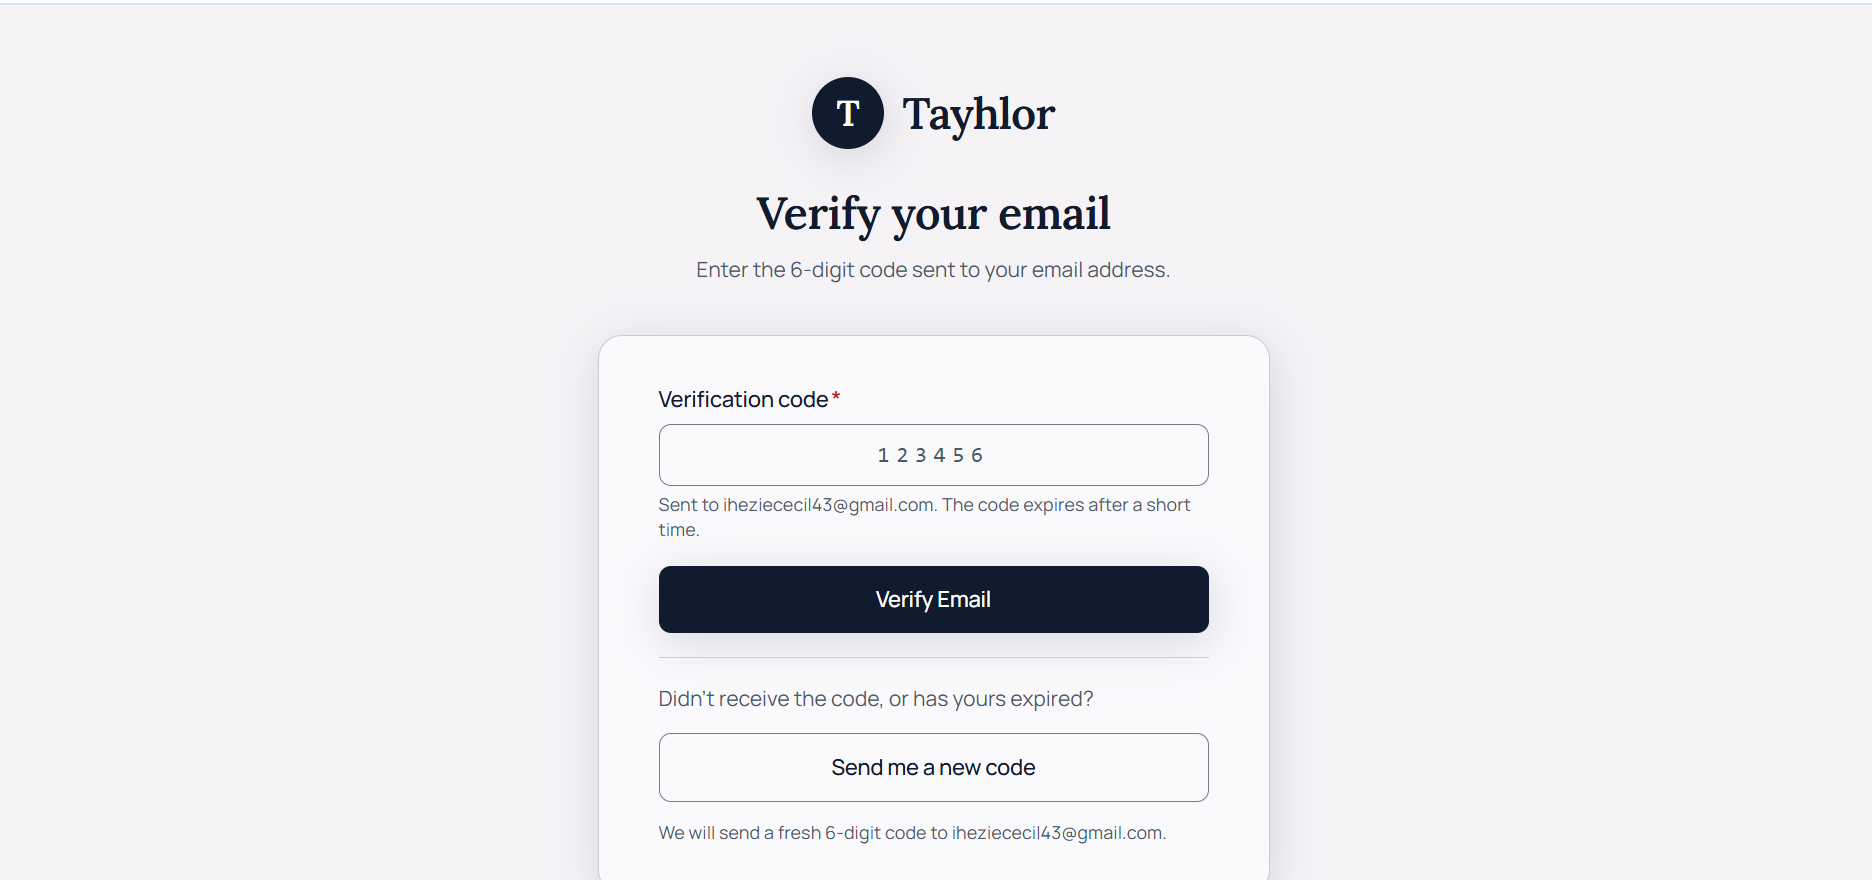 T Tayhlor
Verify your email
Enter the 6-digit code sent to your email address.
Verification code*
1 2 3 4 5 6
Sent to iheziececil43@gmail.com. The code expires after a short
time.
Verify Email
Didn't receive the code, or has yours expired?
Send me a new code
We will send a fresh 6-digit code to iheziececil43@gmail.com.